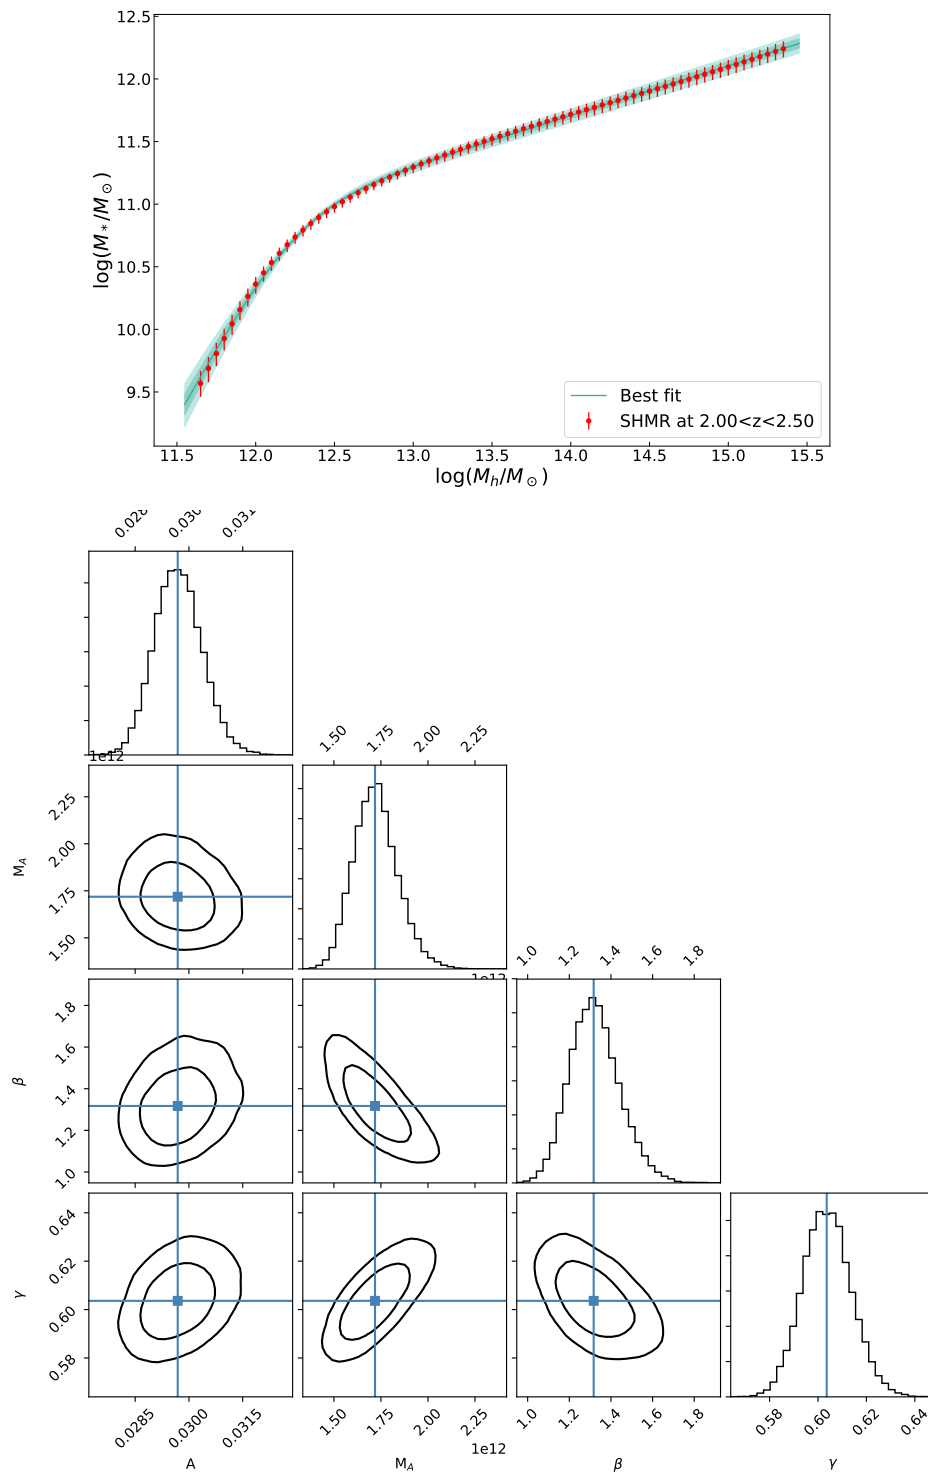 12.5
12.0
11.5
11.0
10.5
10.0
9.5
log(M*/M⊙)
Best fit
SHMR at 2.00<z<2.50
11.5 12.0 12.5 13.0 13.5 14.0 14.5 15.0 15.5
log(Mh/M⊙)
1e12
1.50 1.75 2.00 2.25
2.25
2.00
1.75
1.50
MA
1.0 1.2 1.4 1.6 1.8
1.8
1.6
1.4
1.2
1.0
β
0.64
0.62
0.60
0.58
γ
0.0285 0.0300 0.0315
1.50 1.75 2.00 2.25
1.0 1.2 1.4 1.6 1.8
0.58 0.60 0.62 0.64
1e12
A
MA
β
γ